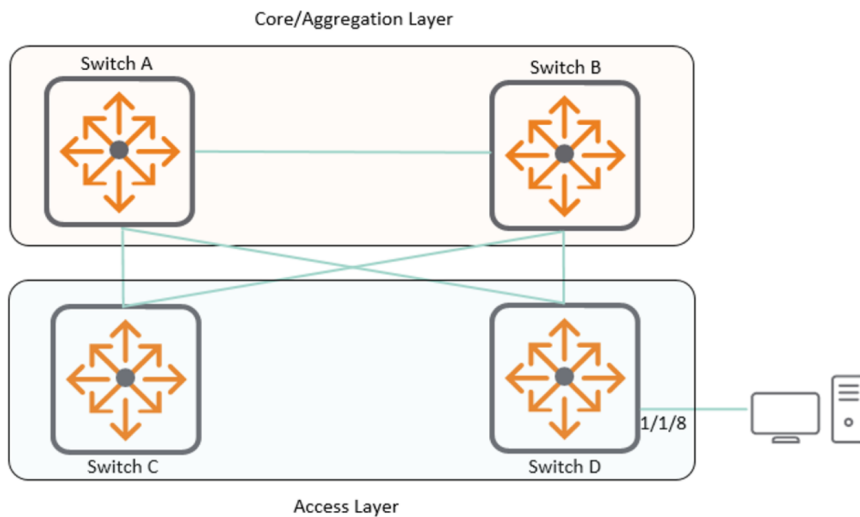 Core/Aggregation Layer
Switch A
Switch B
Switch C
Switch D
1/1/8
Access Layer